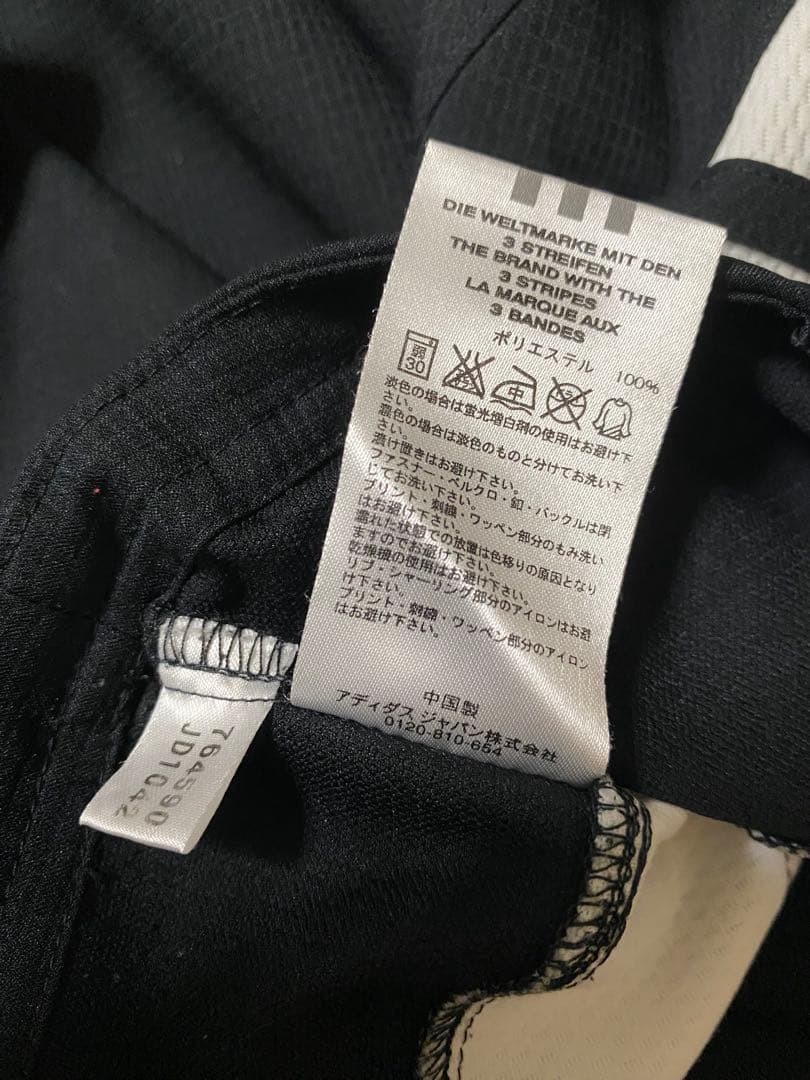 DIE WELTMARKE MIT DEN
3 STREIFEN
THE BRAND WITH THE
3 STRIPES
LA MARQUE AUX
3 BANDES
ポリエステル 100%
弱
30
エンソ
サラシ
中
ドライ
淡色の場合は蛍光増白剤の使用はお避け下
さい。
濃色の場合は淡色のものと分けてお洗い下
さい。
漬け置きはお避け下さい。
ファスナー・ベルクロ・釦・バックルは閉
じてお洗い下さい。
プリント・刺繍・ワッペン部分のもみ洗い
はお避け下さい。
濡れた状態での放置は色移りの原因となり
ますのでお避け下さい。
乾燥機の使用はお避け下さい。
リブ・シャーリング部分のアイロンはお避
け下さい。
プリント・刺繍・ワッペン部分のアイロン
はお避け下さい。
中国製
アディダス ジャパン株式会社
0120-810-654
764590
JD1042